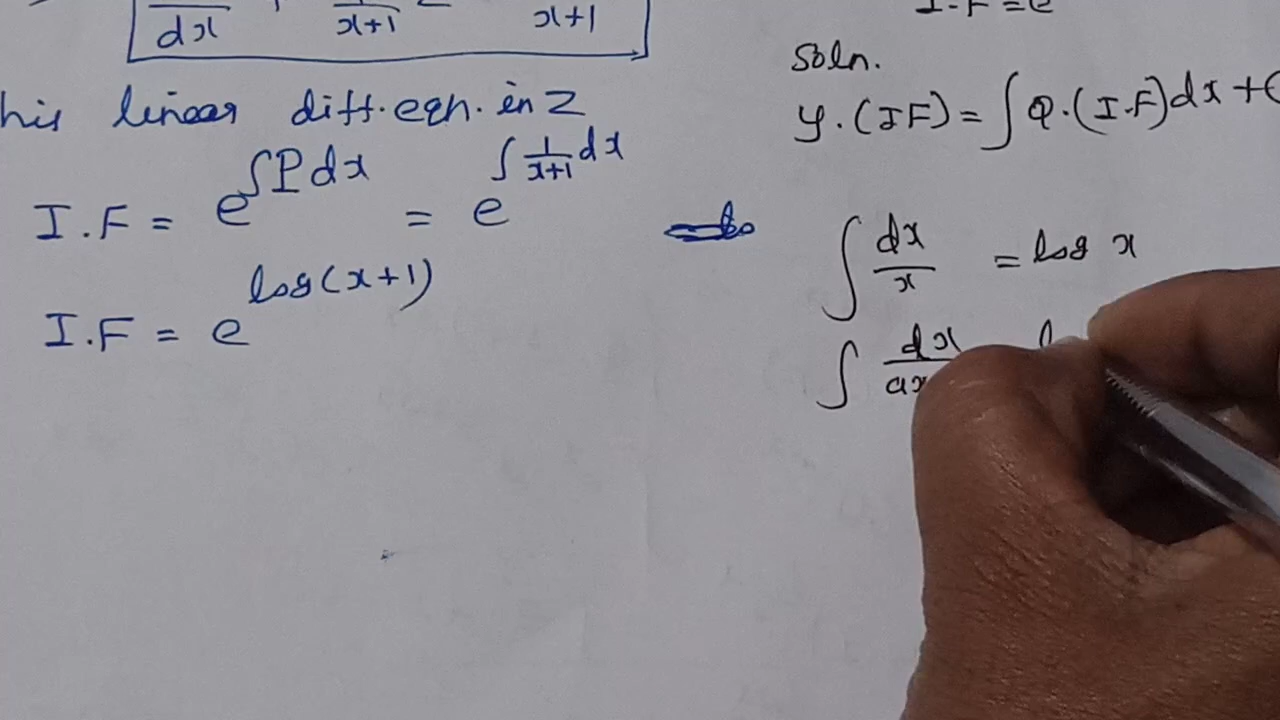 dx x+1 x+1
his linear diff.eqn. in Z
I.F = e^∫Pdx = e^∫1/(x+1) dx
I.F = e^log(x+1)
I.F = e
Soln.
y.(IF) = ∫Q.(I.F)dx + C
∫dx/x = log x
∫dx/ax